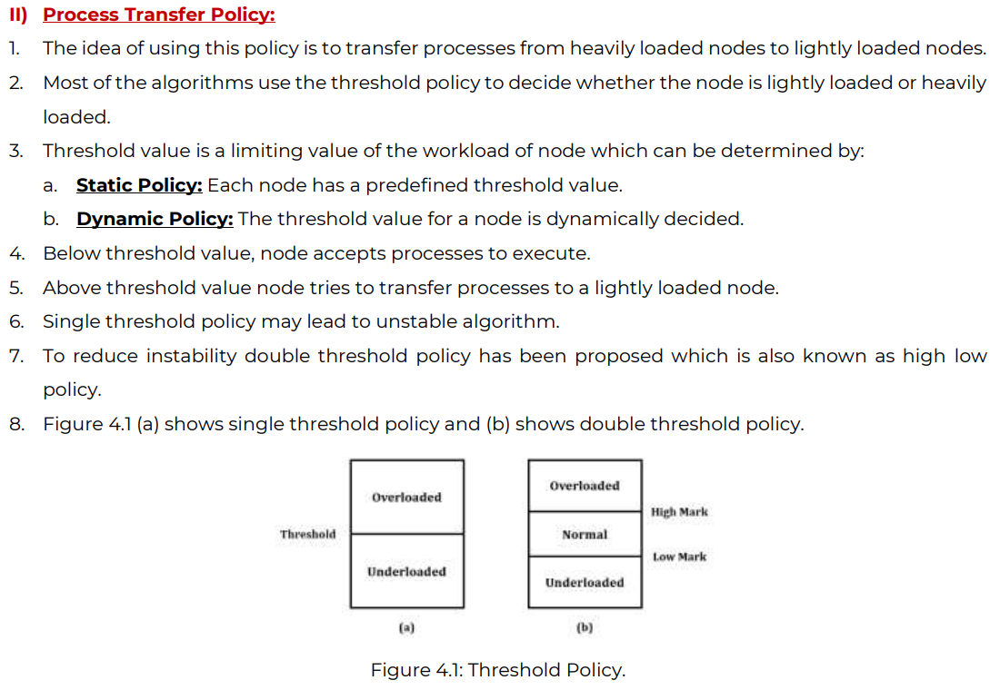 II) Process Transfer Policy:
1. The idea of using this policy is to transfer processes from heavily loaded nodes to lightly loaded nodes.
2. Most of the algorithms use the threshold policy to decide whether the node is lightly loaded or heavily
loaded.
3. Threshold value is a limiting value of the workload of node which can be determined by:
a. Static Policy: Each node has a predefined threshold value.
b. Dynamic Policy: The threshold value for a node is dynamically decided.
4. Below threshold value, node accepts processes to execute.
5. Above threshold value node tries to transfer processes to a lightly loaded node.
6. Single threshold policy may lead to unstable algorithm.
7. To reduce instability double threshold policy has been proposed which is also known as high low
policy.
8. Figure 4.1 (a) shows single threshold policy and (b) shows double threshold policy.
Overloaded
Threshold
Underloaded
(a)
Overloaded
High Mark
Normal
Low Mark
Underloaded
(b)
Figure 4.1: Threshold Policy.